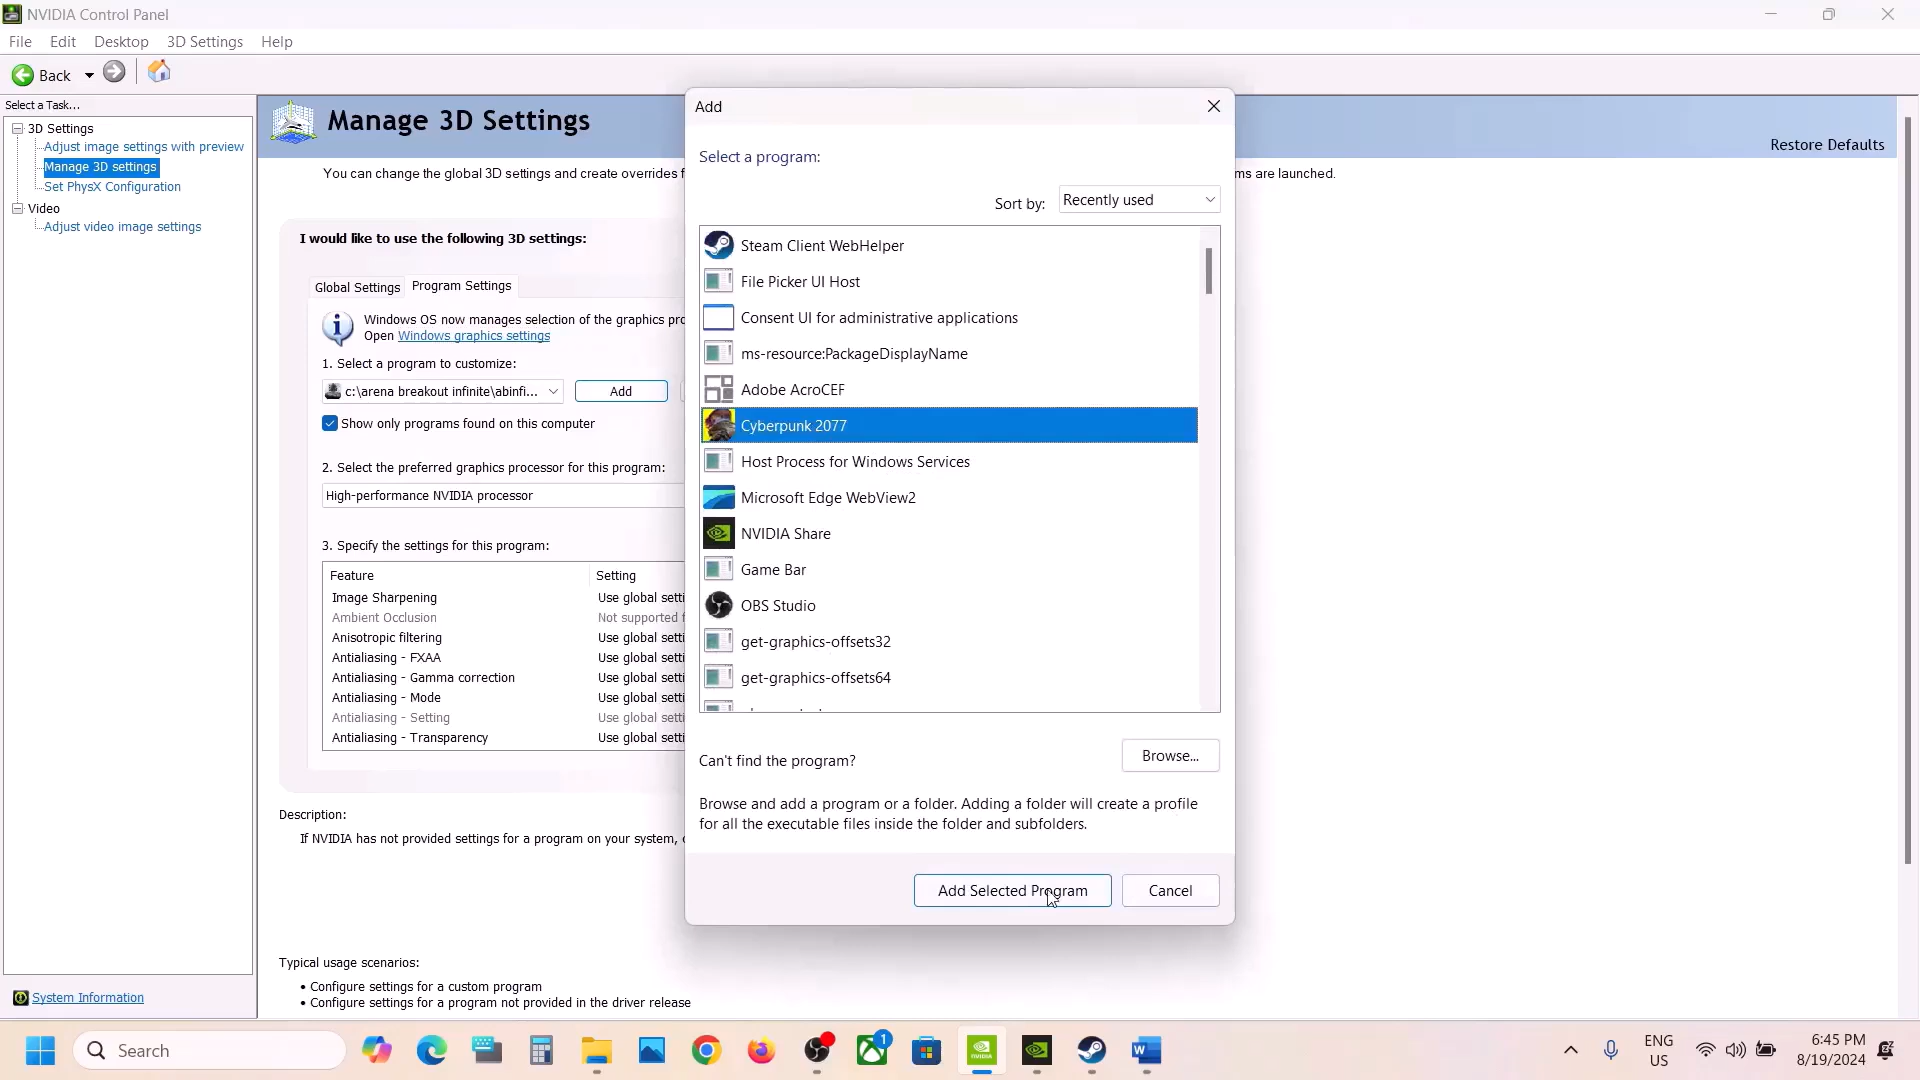 NVIDIA Control Panel
File Edit Desktop 3D Settings Help
Back
Select a Task...
3D Settings
Adjust image settings with preview
Manage 3D settings
Set PhysX Configuration
Video
Adjust video image settings
System Information
Manage 3D Settings
Restore Defaults
You can change the global 3D settings and create overrides f
ms are launched.
I would like to use the following 3D settings:
Global Settings Program Settings
Windows OS now manages selection of the graphics pro
Open Windows graphics settings
1. Select a program to customize:
c:\arena breakout infinite\abinfi... Add
Show only programs found on this computer
2. Select the preferred graphics processor for this program:
High-performance NVIDIA processor
3. Specify the settings for this program:
Feature Setting
Image Sharpening Use global setti
Ambient Occlusion Not supported f
Anisotropic filtering Use global setti
Antialiasing - FXAA Use global setti
Antialiasing - Gamma correction Use global setti
Antialiasing - Mode Use global setti
Antialiasing - Setting Use global setti
Antialiasing - Transparency Use global setti
Description:
If NVIDIA has not provided settings for a program on your system,
Typical usage scenarios:
• Configure settings for a custom program
• Configure settings for a program not provided in the driver release
Add
Select a program:
Sort by: Recently used
Steam Client WebHelper
File Picker UI Host
Consent UI for administrative applications
ms-resource:PackageDisplayName
Adobe AcroCEF
Cyberpunk 2077
Host Process for Windows Services
Microsoft Edge WebView2
NVIDIA Share
Game Bar
OBS Studio
get-graphics-offsets32
get-graphics-offsets64
Can't find the program?
Browse...
Browse and add a program or a folder. Adding a folder will create a profile
for all the executable files inside the folder and subfolders.
Add Selected Program Cancel
Search
1
ENG
US
6:45 PM
8/19/2024